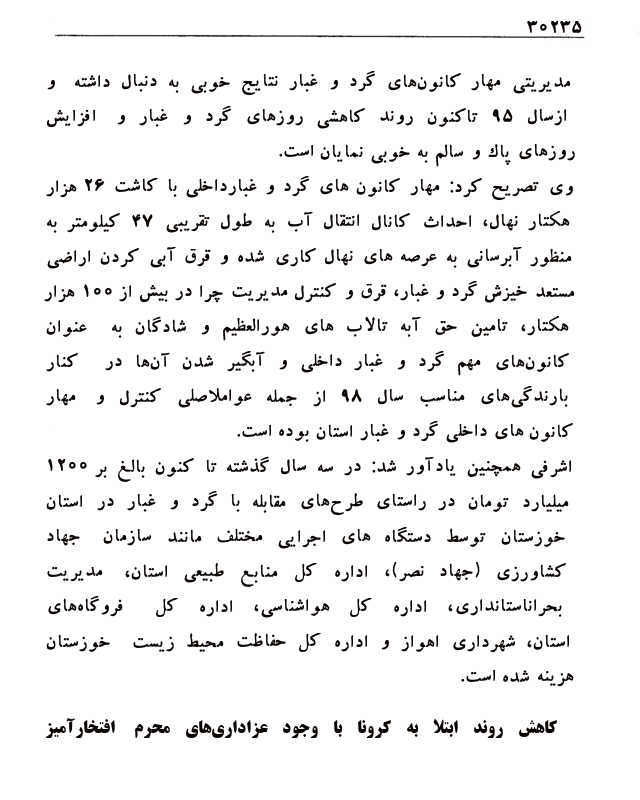 ۳۰۲۳۵
مدیریتی مهار کانون‌های گرد و غبار نتایج خوبی به دنبال داشته و
ازسال ۹۵ تاکنون روند کاهشی روزهای گرد و غبار و افزایش
روزهای پاك و سالم به خوبی نمایان است.
وی تصریح کرد: مهار کانون های گرد و غبارداخلی با کاشت ۲۶ هزار
هکتار نهال، احداث کانال انتقال آب به طول تقریبی ۴۷ کیلومتر به
منظور آبرسانی به عرصه های نهال کاری شده و قرق آبی کردن اراضی
مستعد خیزش گرد و غبار، قرق و کنترل مدیریت چرا در بیش از ۱۰۰ هزار
هکتار، تامین حق آبه تالاب های هورالعظیم و شادگان به عنوان
کانون‌های مهم گرد و غبار داخلی و آبگیر شدن آن‌ها در کنار
بارندگی‌های مناسب سال ۹۸ از جمله عواملاصلی کنترل و مهار
کانون های داخلی گرد و غبار استان بوده است.
اشرفی همچنین یادآور شد: در سه سال گذشته تا کنون بالغ بر ۱۲۰۰
میلیارد تومان در راستای طرح‌های مقابله با گرد و غبار در استان
خوزستان توسط دستگاه های اجرایی مختلف مانند سازمان جهاد
کشاورزی (جهاد نصر)، اداره کل منابع طبیعی استان، مدیریت
بحراناستانداری، اداره کل هواشناسی، اداره کل فرودگاه‌های
استان، شهرداری اهواز و اداره کل حفاظت محیط زیست خوزستان
هزینه شده است.
کاهش روند ابتلا به کرونا با وجود عزاداری‌های محرم افتخارآمیز